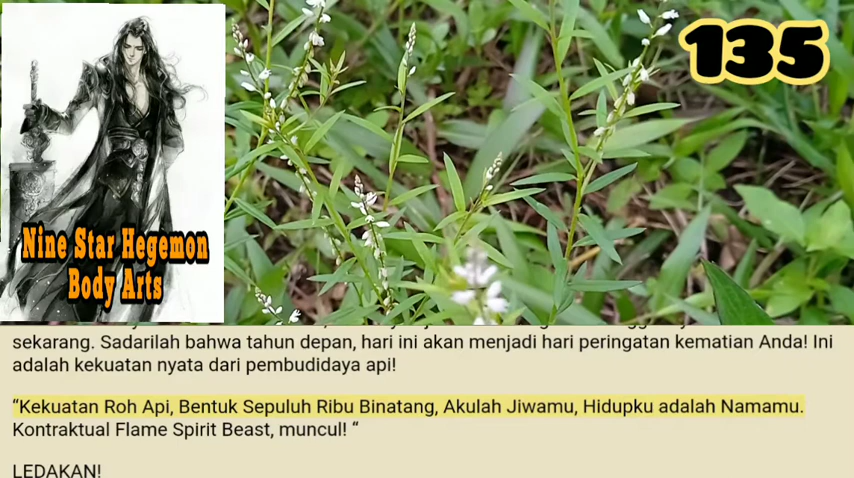 135
Nine Star Hegemon
Body Arts
sekarang. Sadarilah bahwa tahun depan, hari ini akan menjadi hari peringatan kematian Anda! Ini
adalah kekuatan nyata dari pembudidaya api!
“Kekuatan Roh Api, Bentuk Sepuluh Ribu Binatang, Akulah Jiwamu, Hidupku adalah Namamu.
Kontraktual Flame Spirit Beast, muncul! “
LEDAKAN!